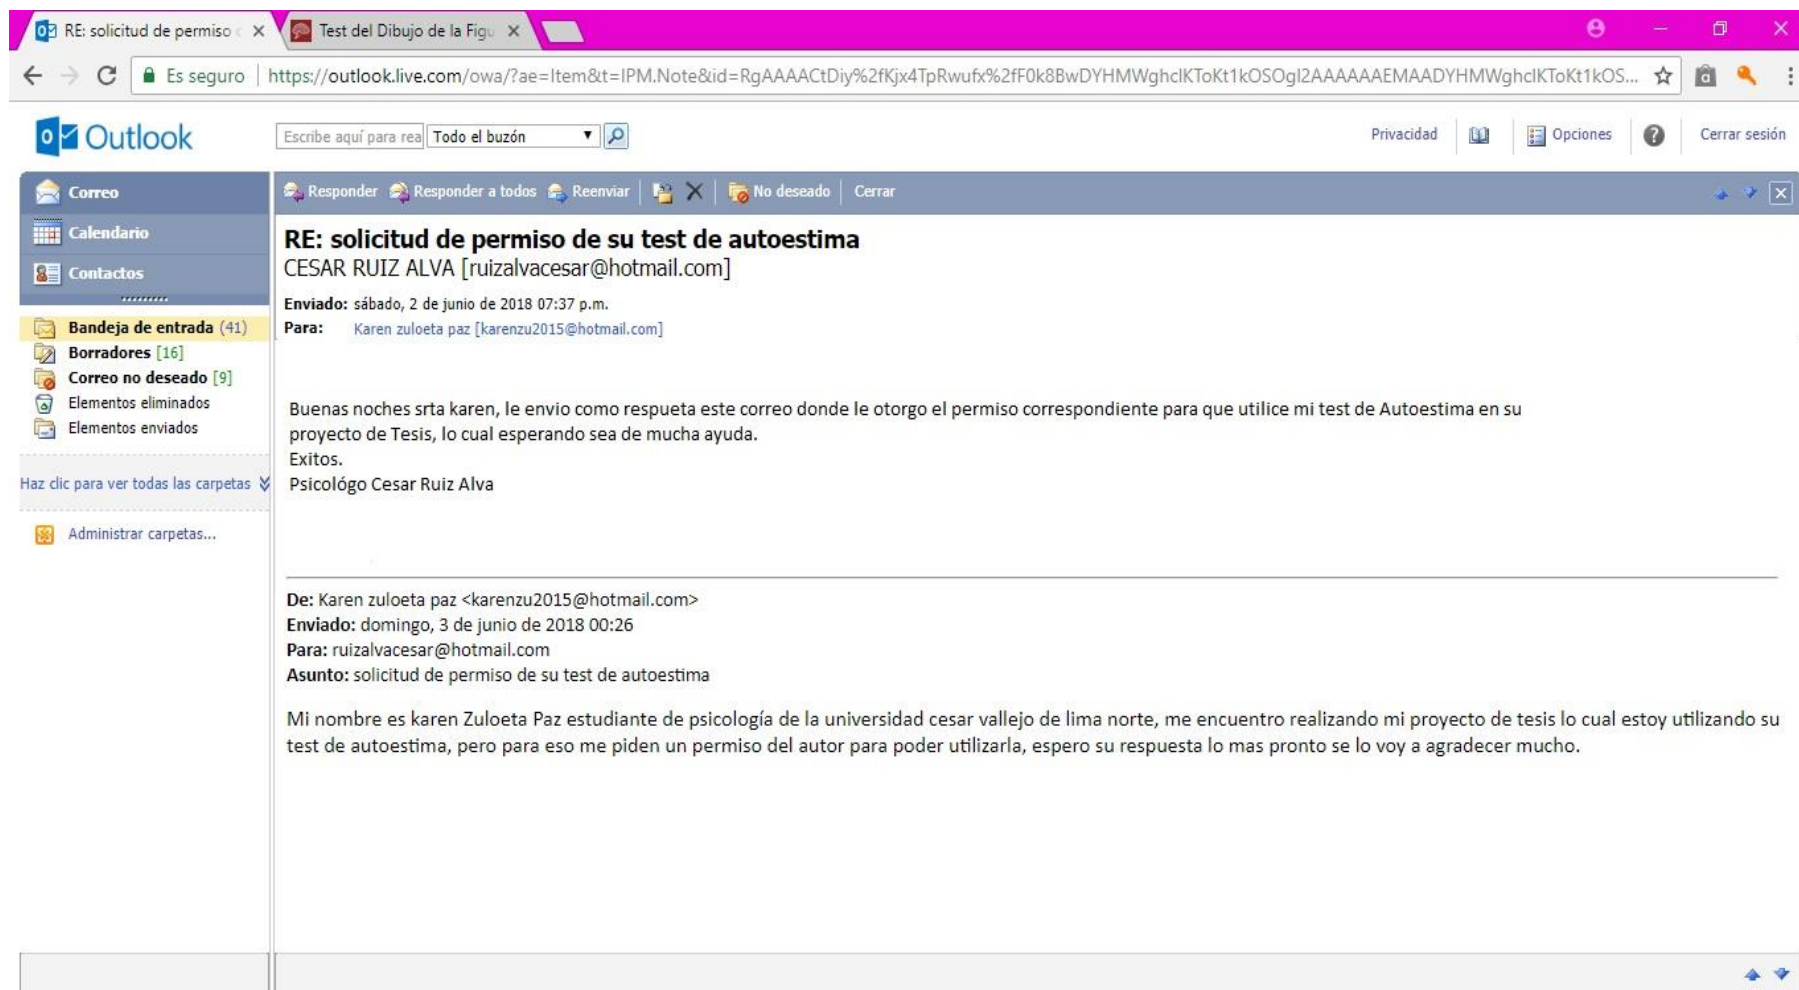 RE: solicitud de permiso d
Test del Dibujo de la Figu
Es seguro
https://outlook.live.com/owa/?ae=Item&t=IPM.Note&id=RgAAAACtDiy%2fKjx4TpRwufx%2fF0k8BwDYHMWghclKToKt1kOSOgl2AAAAAAEMAADYHMWghclKToKt1kOS...
Outlook
Escribe aquí para rea Todo el buzón
Privacidad Opciones Cerrar sesión
Correo
Calendario
Contactos
Bandeja de entrada (41)
Borradores [16]
Correo no deseado [9]
Elementos eliminados
Elementos enviados
Haz clic para ver todas las carpetas
Administrar carpetas...
Responder Responder a todos Reenviar No deseado Cerrar
RE: solicitud de permiso de su test de autoestima
CESAR RUIZ ALVA [ruizalvacesar@hotmail.com]
Enviado: sábado, 2 de junio de 2018 07:37 p.m.
Para: Karen zuloeta paz [karenzu2015@hotmail.com]
Buenas noches srta karen, le envio como respueta este correo donde le otorgo el permiso correspondiente para que utilice mi test de Autoestima en su
proyecto de Tesis, lo cual esperando sea de mucha ayuda.
Exitos.
Psicológo Cesar Ruiz Alva
De: Karen zuloeta paz <karenzu2015@hotmail.com>
Enviado: domingo, 3 de junio de 2018 00:26
Para: ruizalvacesar@hotmail.com
Asunto: solicitud de permiso de su test de autoestima
Mi nombre es karen Zuloeta Paz estudiante de psicología de la universidad cesar vallejo de lima norte, me encuentro realizando mi proyecto de tesis lo cual estoy utilizando su
test de autoestima, pero para eso me piden un permiso del autor para poder utilizarla, espero su respuesta lo mas pronto se lo voy a agradecer mucho.